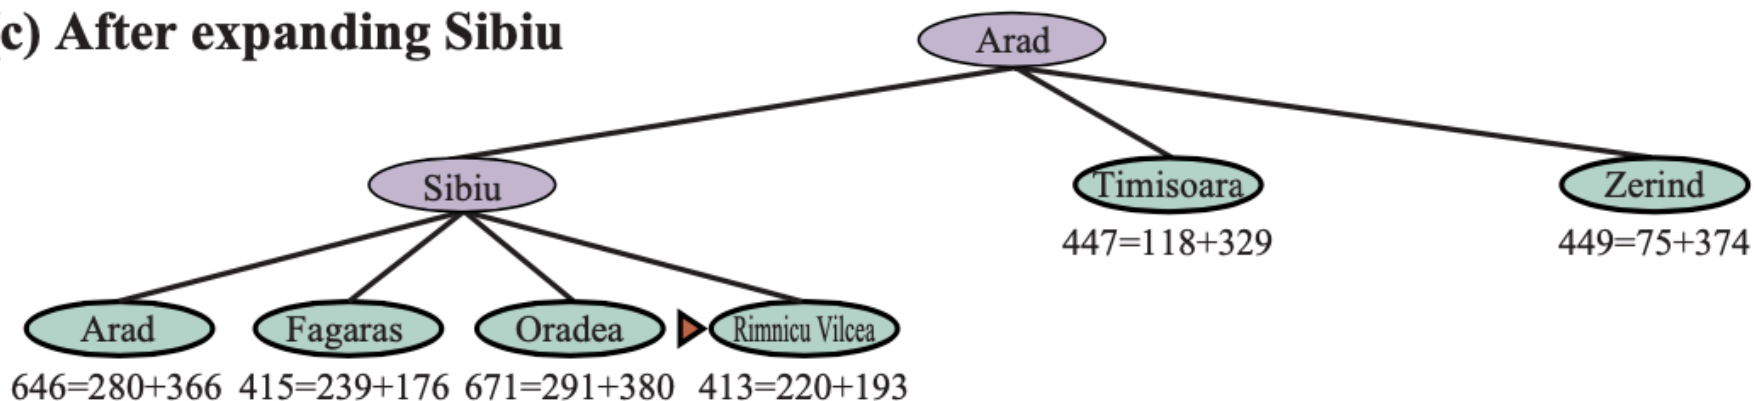 c) After expanding Sibiu
Arad
Sibiu
Timisoara
Zerind
447=118+329
449=75+374
Arad
Fagaras
Oradea
Rimnicu Vilcea
646=280+366
415=239+176
671=291+380
413=220+193